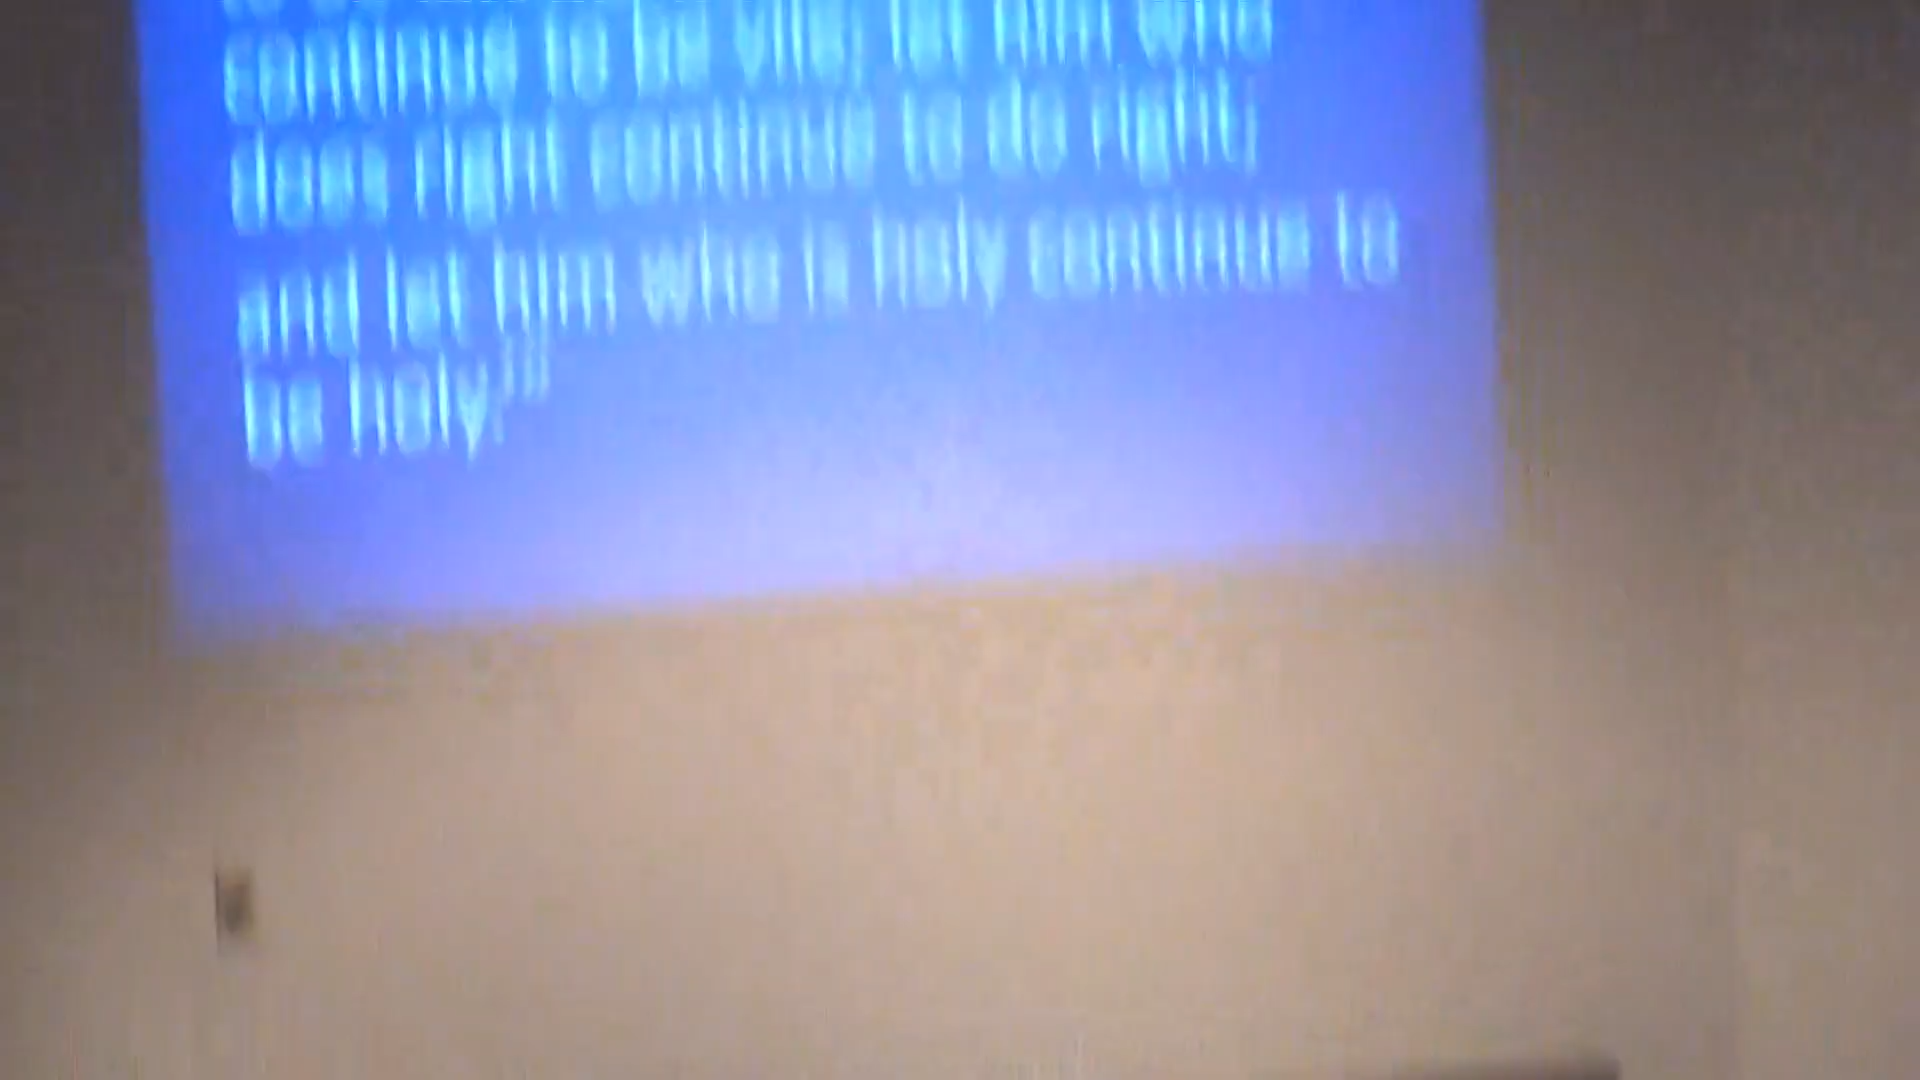 continue to be vile; let him who
does right continue to do right;
and let him who is holy continue to
be holy."